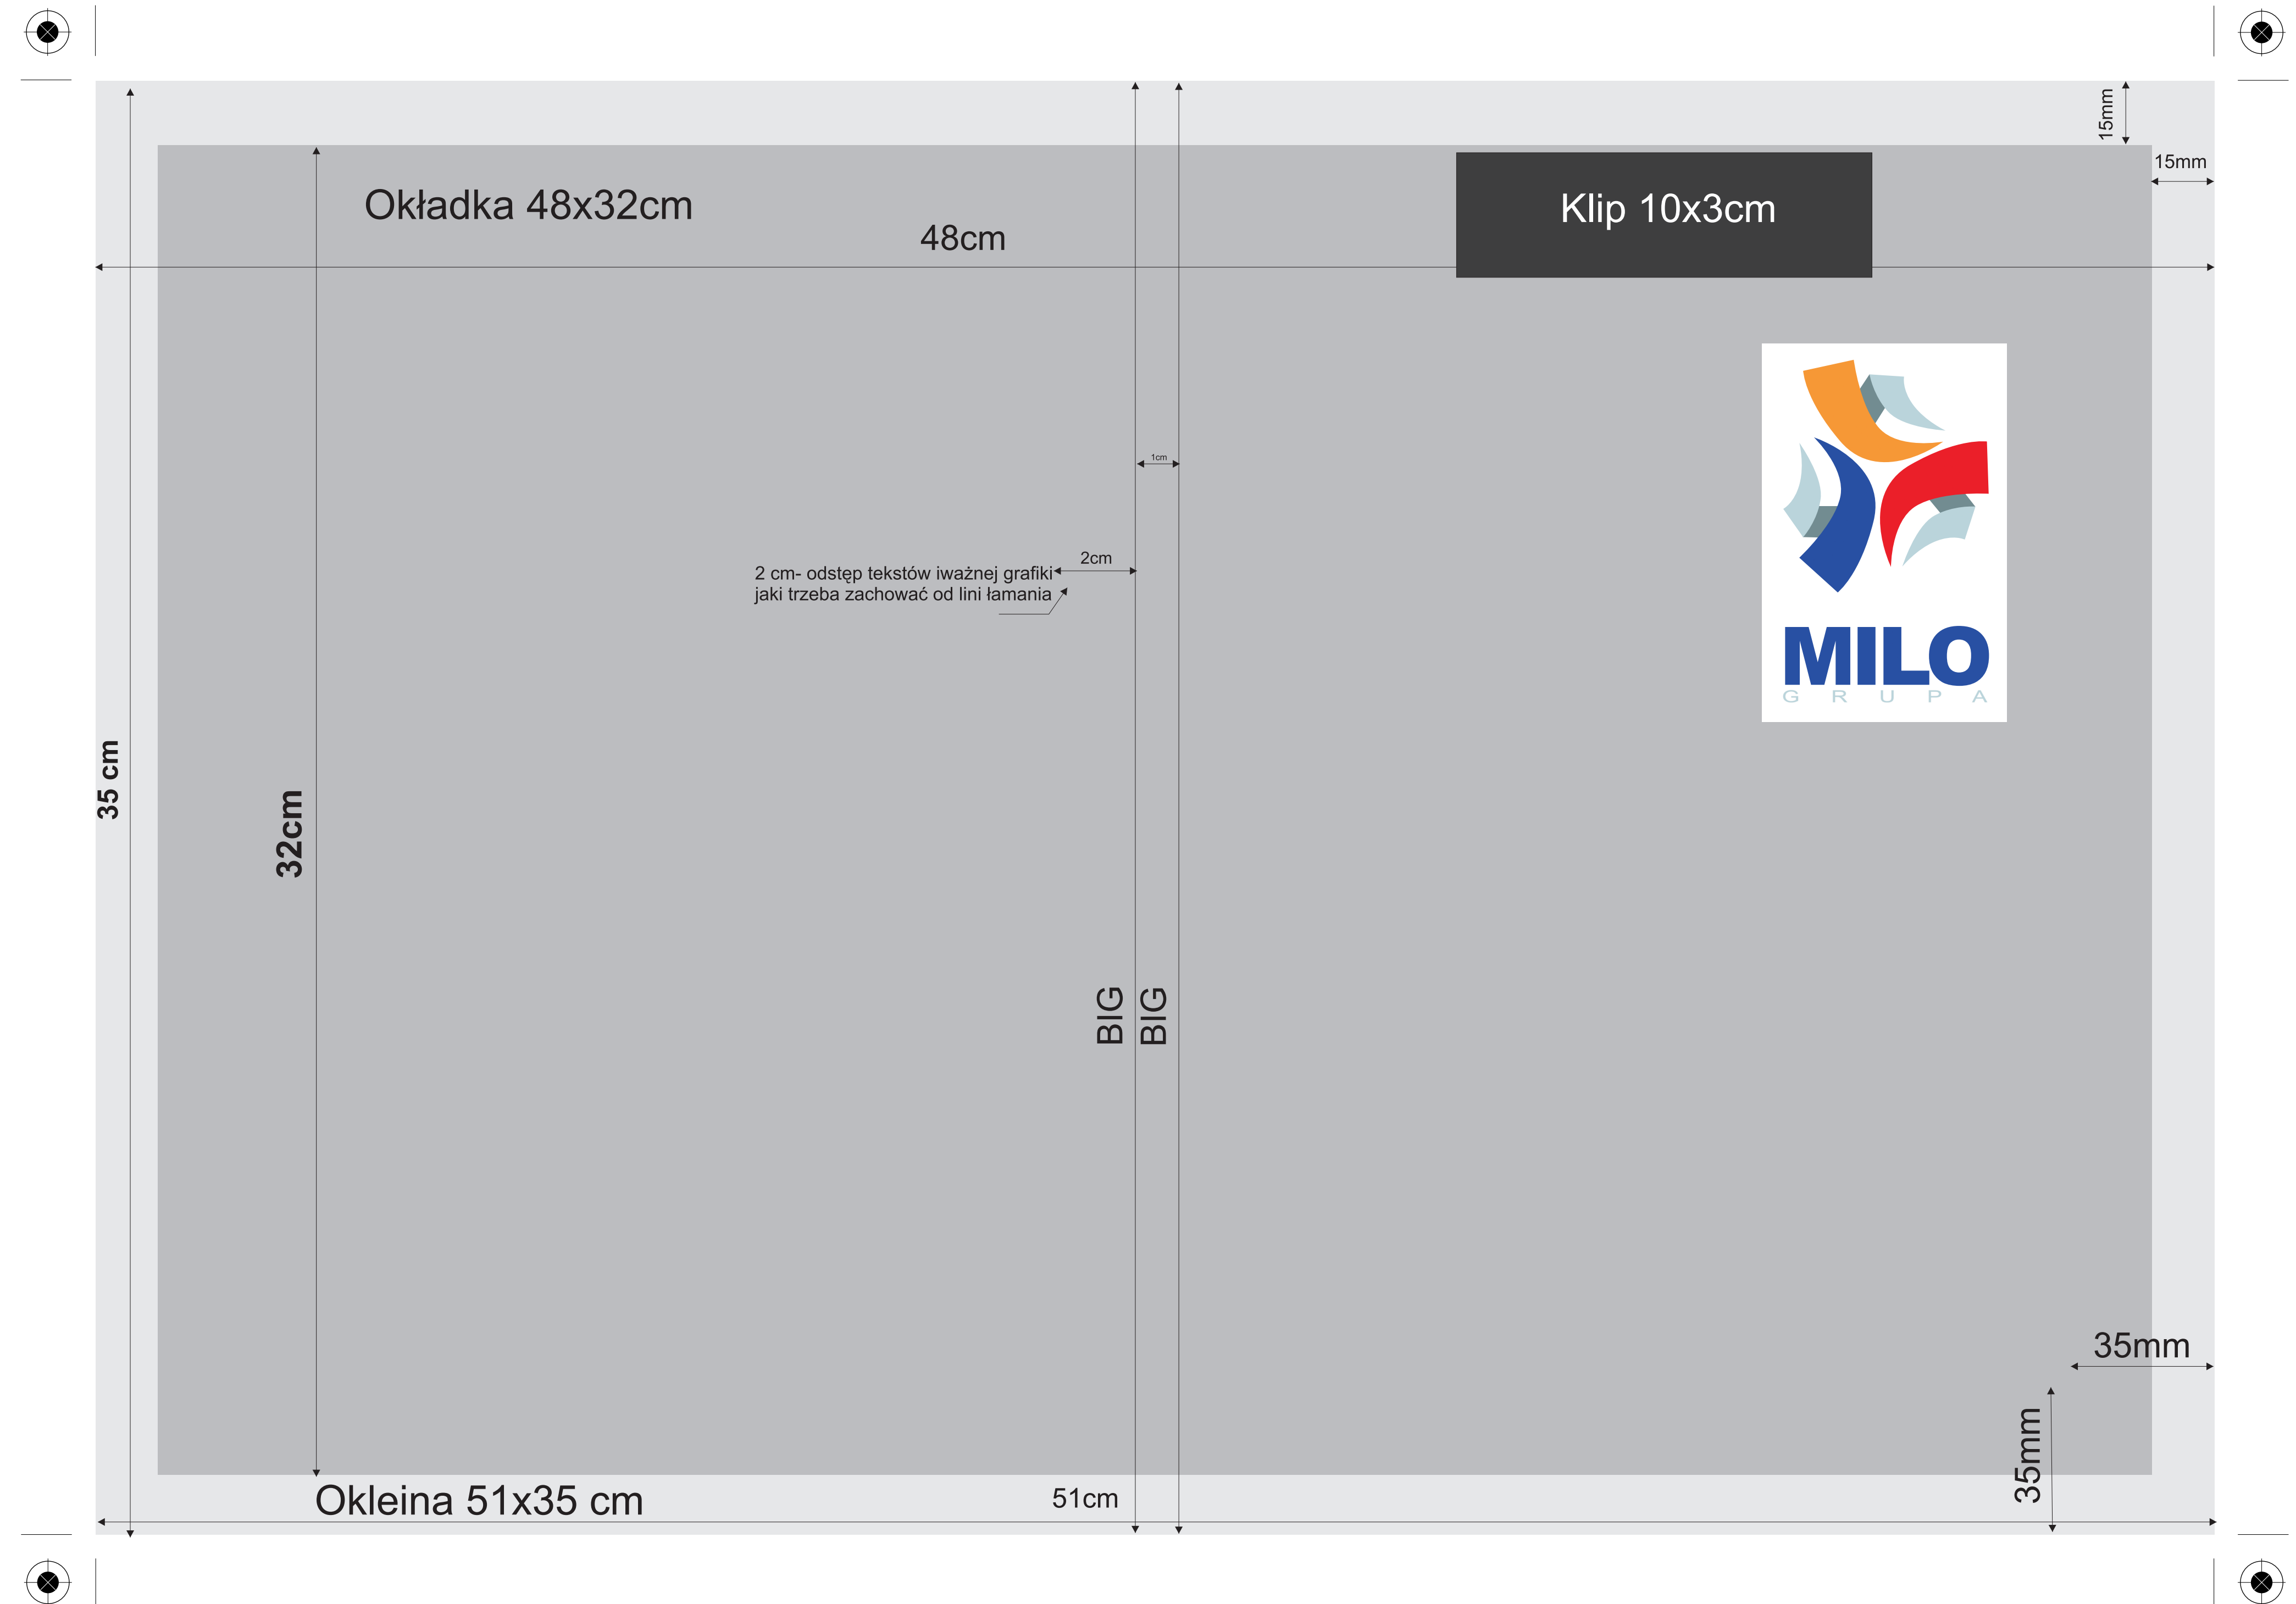 15mm
15mm
Okładka 48x32cm
Klip 10x3cm
48cm
1cm
2cm
2 cm- odstęp tekstów iważnej grafiki
jaki trzeba zachować od lini łamania
MILO
GRUPA
35 cm
32cm
BIG
BIG
35mm
35mm
Okleina 51x35 cm
51cm